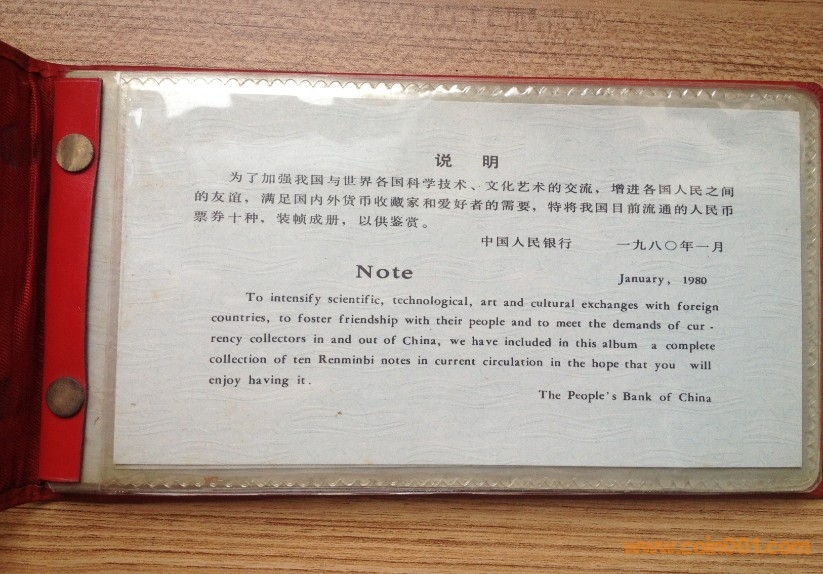 说 明
为了加强我国与世界各国科学技术、文化艺术的交流，增进各国人民之间
的友谊，满足国内外货币收藏家和爱好者的需要，特将我国目前流通的人民币
票券十种，装帧成册，以供鉴赏。
中国人民银行 一九八〇年一月
Note
January, 1980
To intensify scientific, technological, art and cultural exchanges with foreign
countries, to foster friendship with their people and to meet the demands of cur -
rency collectors in and out of China, we have included in this album a complete
collection of ten Renminbi notes in current circulation in the hope that you will
enjoy having it.
The People's Bank of China
www.coin001.com